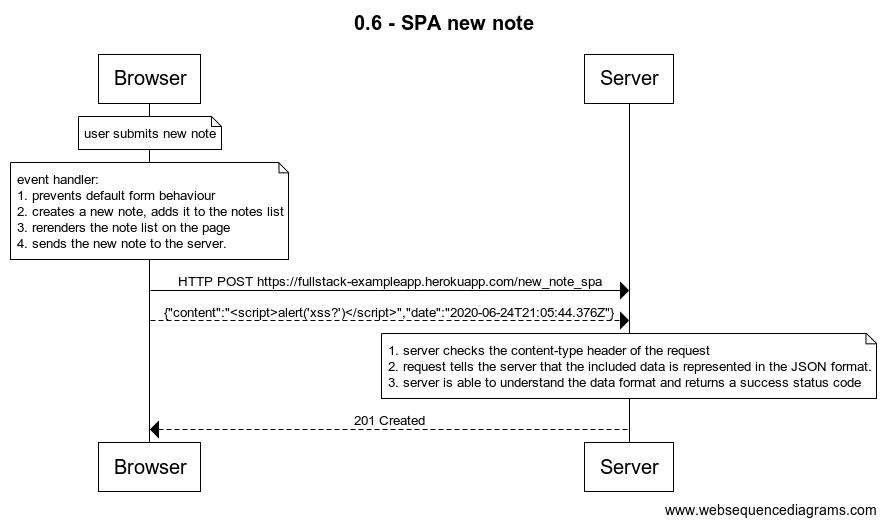 0.6 - SPA new note
Browser
Server
user submits new note
event handler:
1. prevents default form behaviour
2. creates a new note, adds it to the notes list
3. rerenders the note list on the page
4. sends the new note to the server.
HTTP POST https://fullstack-exampleapp.herokuapp.com/new_note_spa
{"content":"<script>alert('xss?')</script>","date":"2020-06-24T21:05:44.376Z"}
1. server checks the content-type header of the request
2. request tells the server that the included data is represented in the JSON format.
3. server is able to understand the data format and returns a success status code
201 Created
Browser
Server
www.websequencediagrams.com